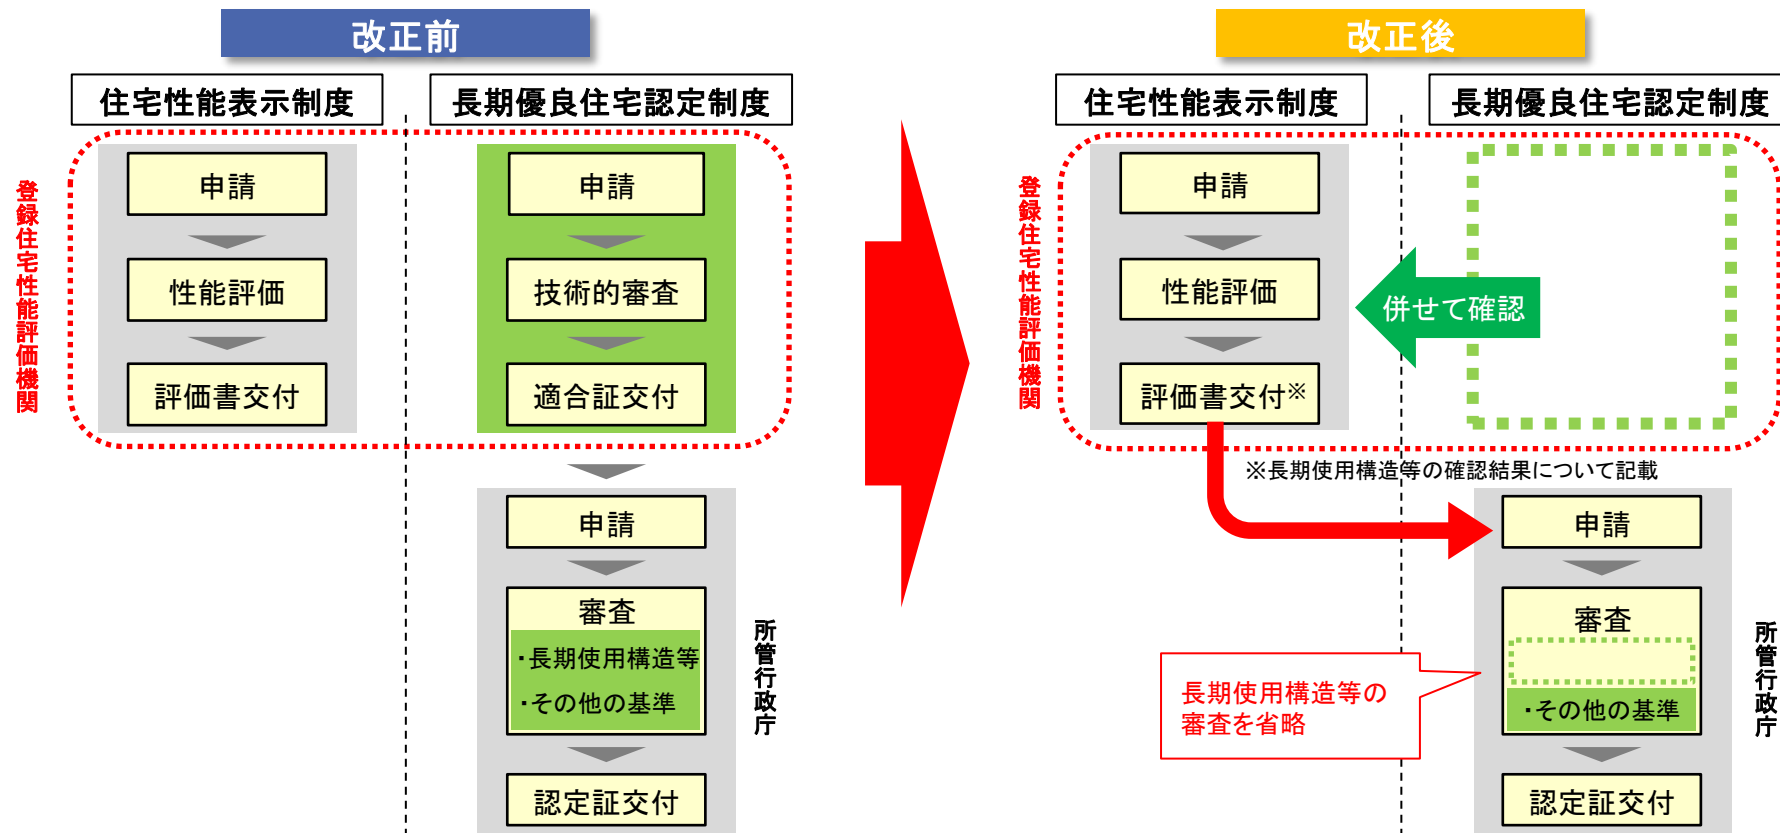 改正前
住宅性能表示制度
長期優良住宅認定制度
登録住宅性能評価機関
申請
性能評価
評価書交付
申請
技術的審査
適合証交付
申請
審査
・長期使用構造等
・その他の基準
認定証交付
所管行政庁
改正後
住宅性能表示制度
長期優良住宅認定制度
登録住宅性能評価機関
申請
性能評価
評価書交付※
併せて確認
※長期使用構造等の確認結果について記載
申請
審査
・その他の基準
認定証交付
長期使用構造等の
審査を省略
所管行政庁